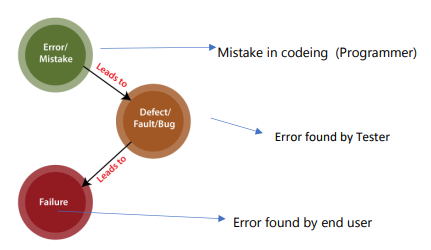 Error/
Mistake
Mistake in codeing (Programmer)
Leads to
Defect/
Fault/Bug
Error found by Tester
Leads to
Failure
Error found by end user